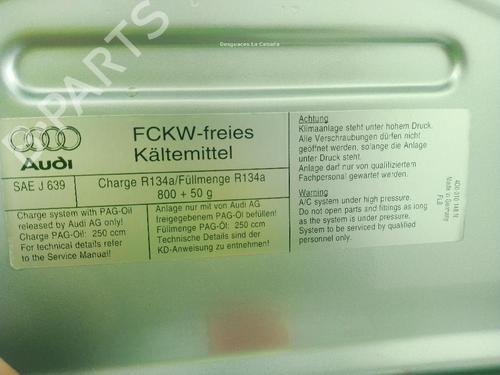 Desguaces La Cabaña
B-PARTS
Audi
FCKW-freies
Kältemittel
SAE J 639
Charge R134a/Füllmenge R134a
800 + 50 g
Charge system with PAG-Oil
released by Audi AG only!
Charge PAG-Oil: 250 ccm
For technical details refer
to the Service Manual!
Anlage nur mit von Audi AG
freigegebenem PAG-Öl befüllen!
Füllmenge PAG-Öl: 250 ccm
Technische Details sind der
KD-Anweisung zu entnehmen!
Achtung
Klimaanlage steht unter hohem Druck.
Alle Verschraubungen dürfen nicht
geöffnet werden, solange die Anlage
unter Druck steht.
Anlage darf nur von qualifiziertem
Fachpersonal gewartet werden.
Warning
A/C system under high pressure.
Do not open parts and fittings as long
as the system is under pressure.
System to be serviced by qualified
personnel only.
Made in Germany